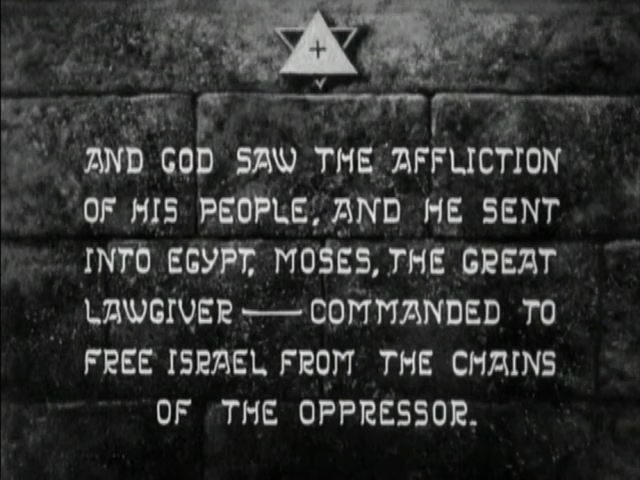 AND GOD SAW THE AFFLICTION
OF HIS PEOPLE, AND HE SENT
INTO EGYPT, MOSES, THE GREAT
LAWGIVER — COMMANDED TO
FREE ISRAEL FROM THE CHAINS
OF THE OPPRESSOR.